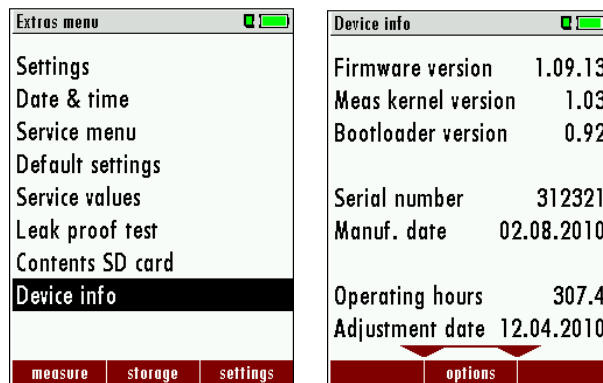 Extras menu
Settings
Date & time
Service menu
Default settings
Service values
Leak proof test
Contents SD card
Device info
measure storage settings
Device info
Firmware version 1.09.13
Meas kernel version 1.03
Bootloader version 0.92
Serial number 312321
Manuf. date 02.08.2010
Operating hours 307.4
Adjustment date 12.04.2010
options